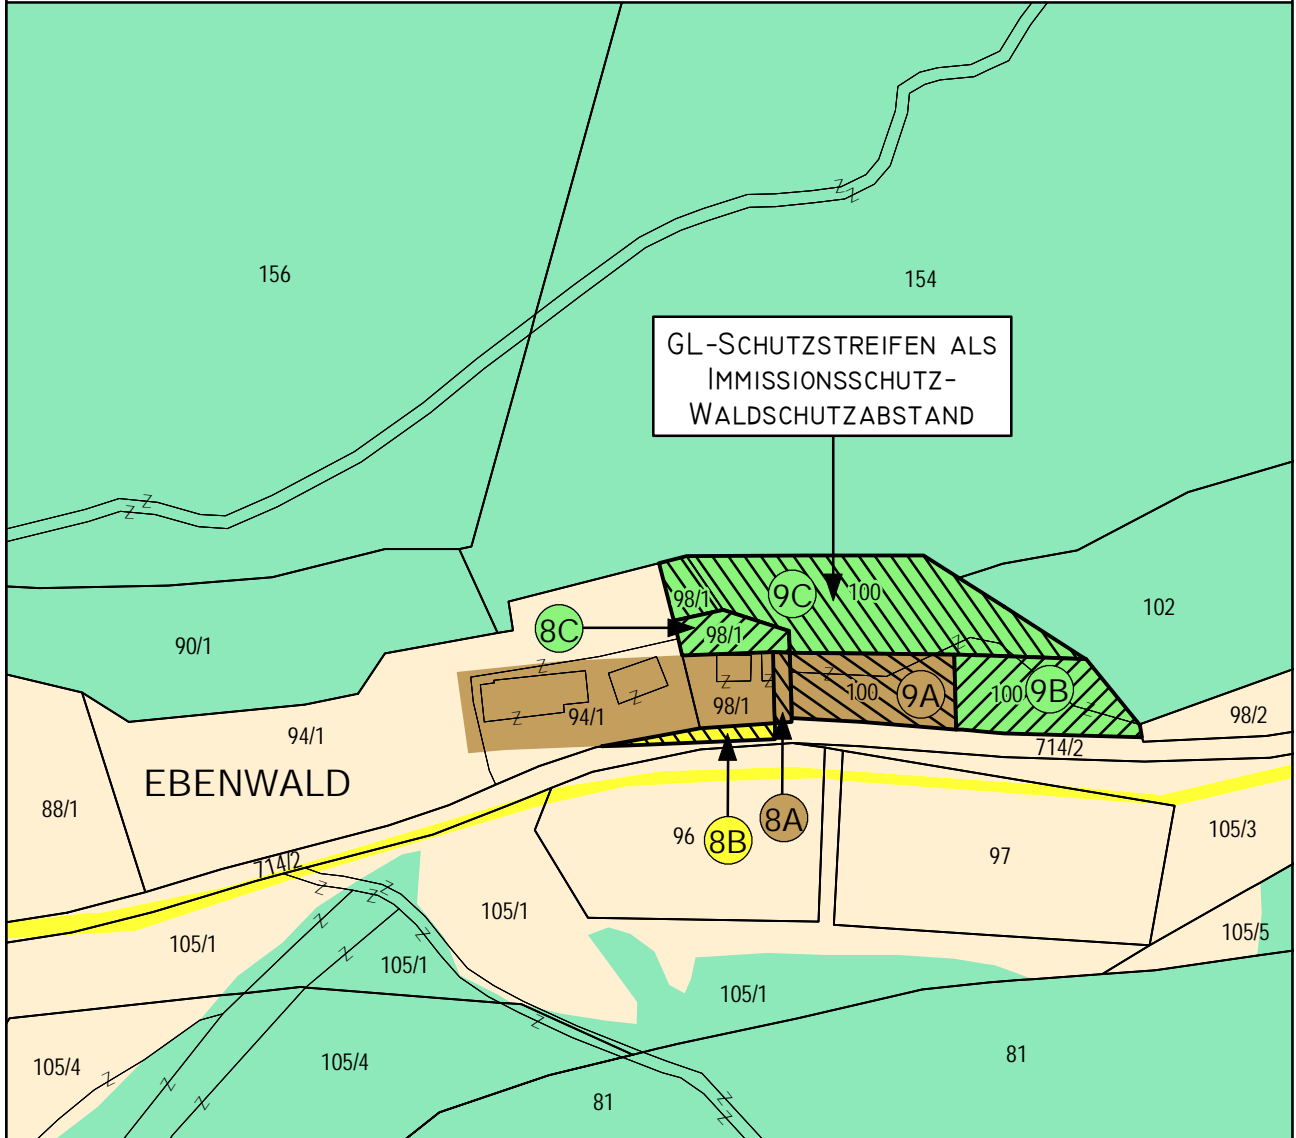 156
154
GL-SCHUTZSTREIFEN ALS
IMMISSIONSSCHUTZ-
WALDSCHUTZABSTAND
Z
Z
Z
Z
98/1
9C
100
102
8C
98/1
90/1
Z
Z
Z
Z
94/1
Z
Z
98/1
Z
100
9A
100
9B
Z
98/2
94/1
714/2
EBENWALD
88/1
96
8B
8A
97
105/3
714/2
Z
Z
Z
Z
Z
Z
105/1
105/1
105/1
105/5
105/1
Z
105/4
Z
Z
Z
105/4
81
81
Z
Z